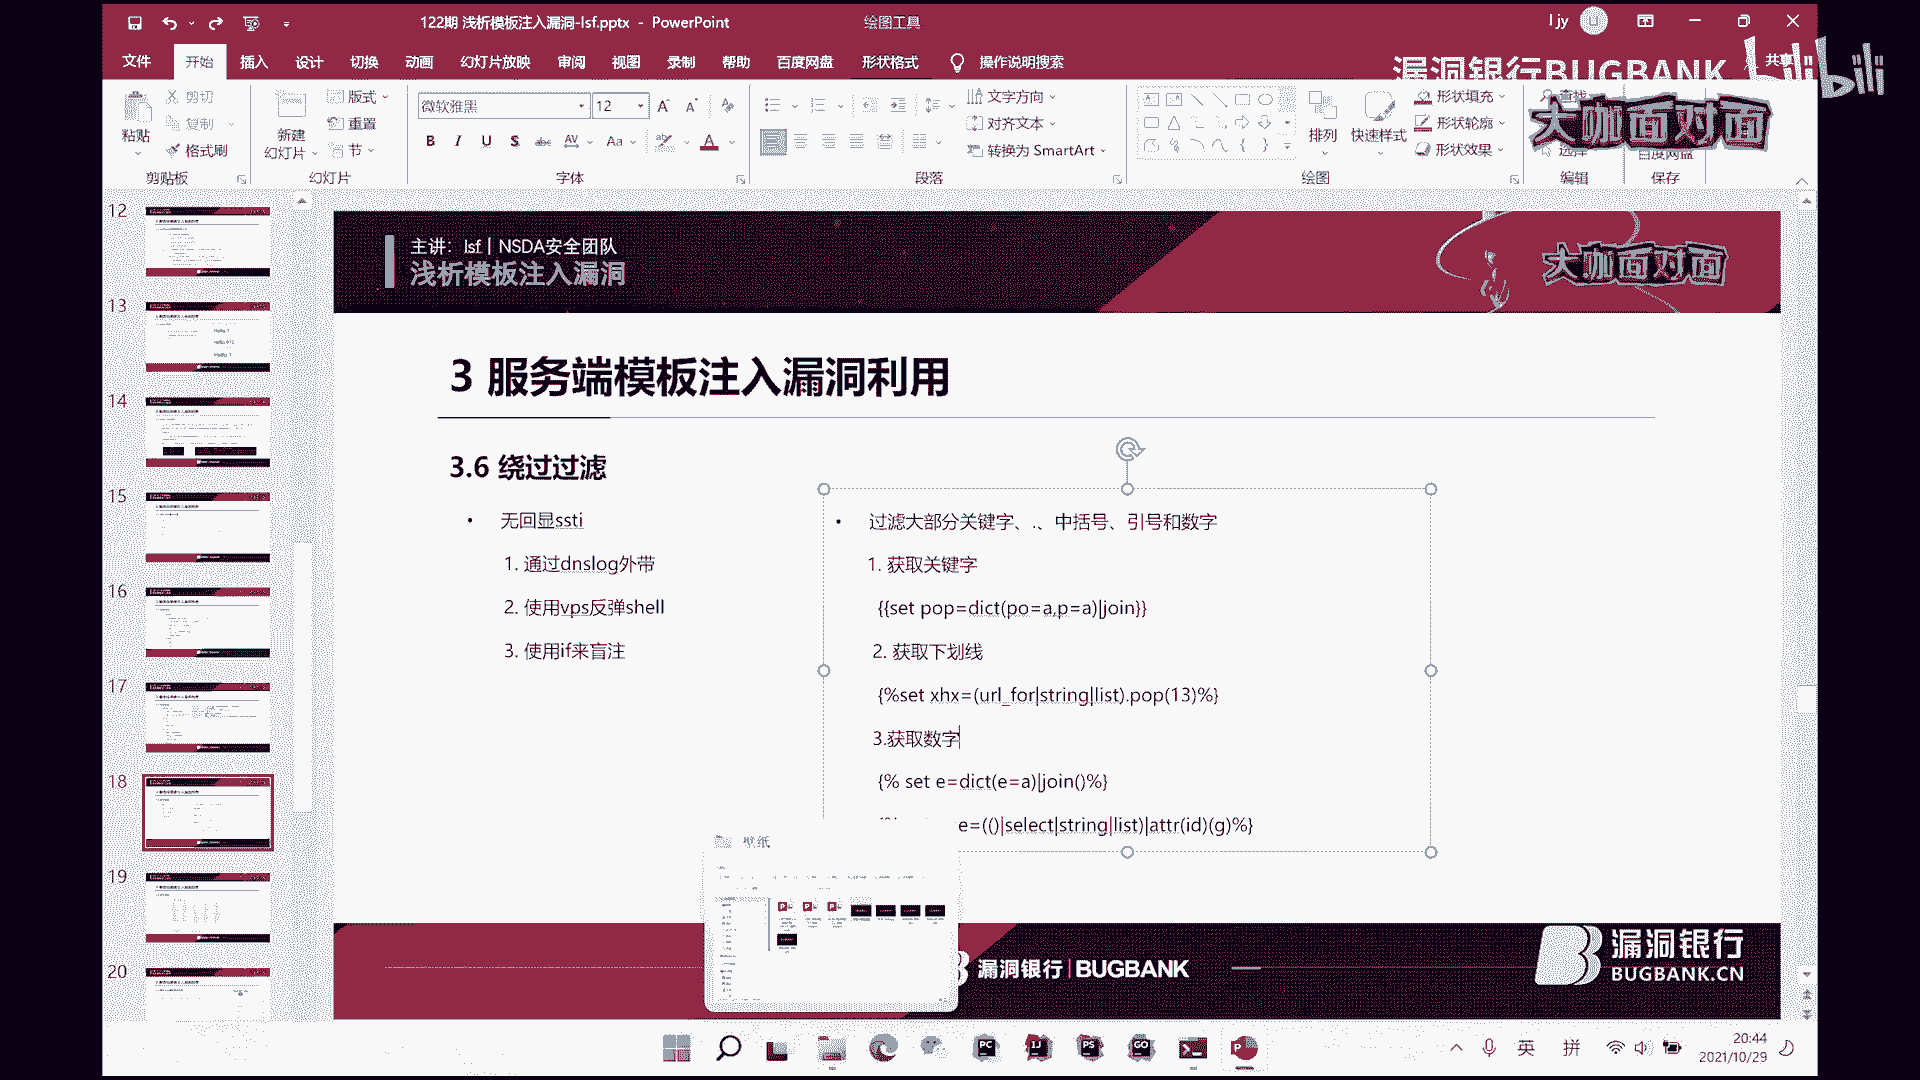 122期 浅析模板注入漏洞-lsf.pptx - PowerPoint
绘图工具
l jy
文件 开始 插入 设计 切换 动画 幻灯片放映 审阅 视图 录制 帮助 百度网盘 形状格式 操作说明搜索
共享
漏洞银行BUGBANK
bilibili
大咖面对面
粘贴
剪切
复制
格式刷
剪贴板
新建
幻灯片
版式
重置
节
幻灯片
微软雅黑 12
B I U S abc AV Aa A
字体
文字方向
对齐文本
转换为 SmartArt
段落
排列
快速样式
形状填充
形状轮廓
形状效果
绘图
查找
选择
编辑
百度网盘
保存
12
13
14
15
16
17
18
19
20
主讲：lsf | NSDA安全团队
浅析模板注入漏洞
大咖面对面
3 服务端模板注入漏洞利用
3.6 绕过过滤
• 无回显ssti
1. 通过dnslog外带
2. 使用vps反弹shell
3. 使用if来盲注
• 过滤大部分关键字、.、中括号、引号和数字
1. 获取关键字
{{set pop=dict(po=a,p=a)|join}}
2. 获取下划线
{%set xhx=(url_for|string|list).pop(13)%}
3.获取数字
{% set e=dict(e=a)|join()%}
e=(()|select|string|list)|attr(id)(g)%}
壁纸
漏洞银行 | BUGBANK
漏洞银行
BUGBANK.CN
PC IJ PS GO P
英 拼
20:44
2021/10/29